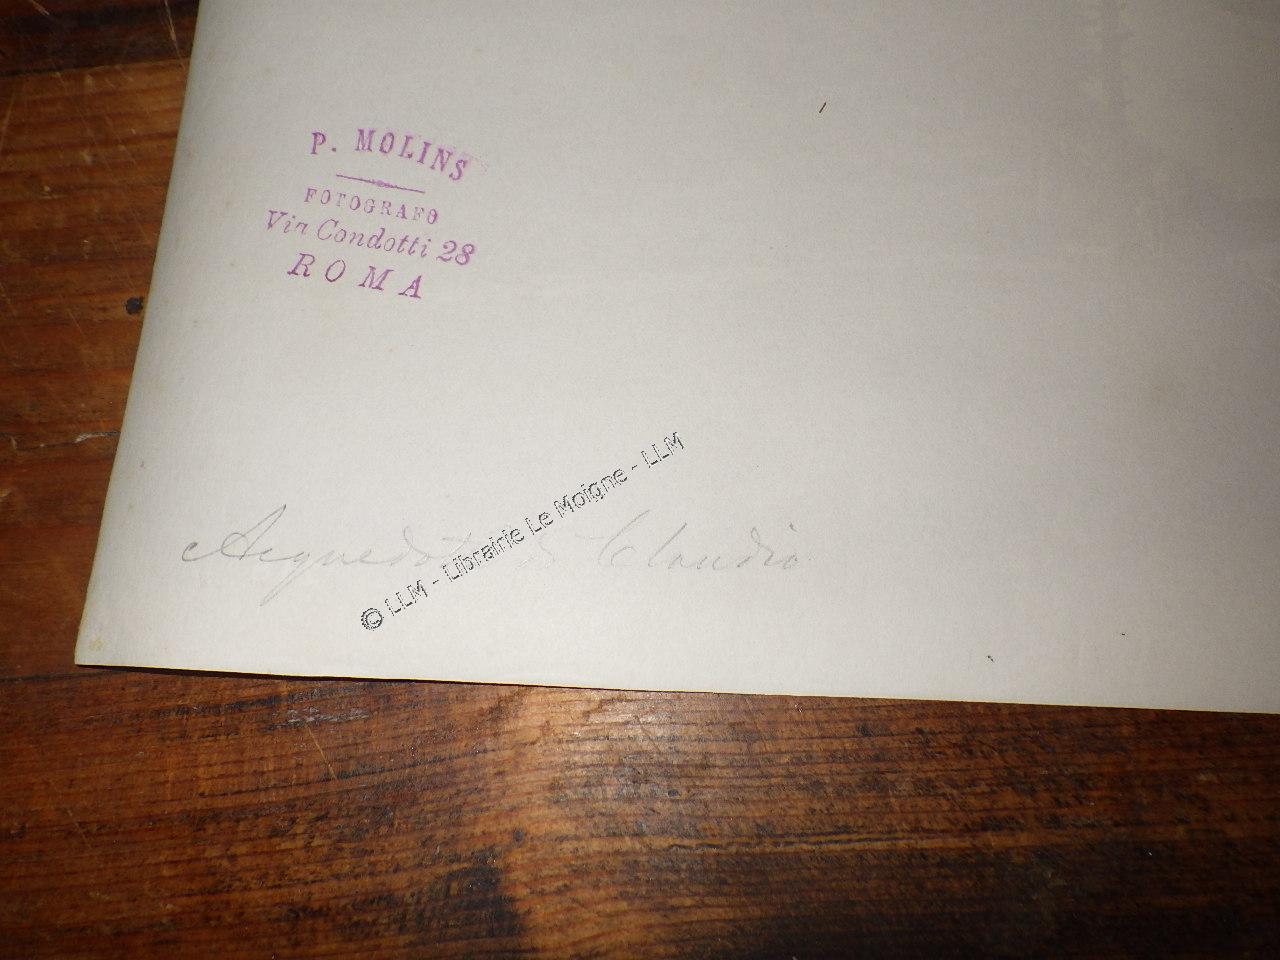 P. MOLINS
FOTOGRAFO
Via Condotti 28
ROMA
Acquedotto di Claudio
© LLM - Librairie Le Moigne - LLM